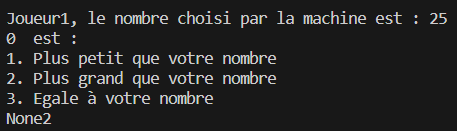 Joueur1, le nombre choisi par la machine est : 25
0  est :
1. Plus petit que votre nombre
2. Plus grand que votre nombre
3. Egale à votre nombre
None2